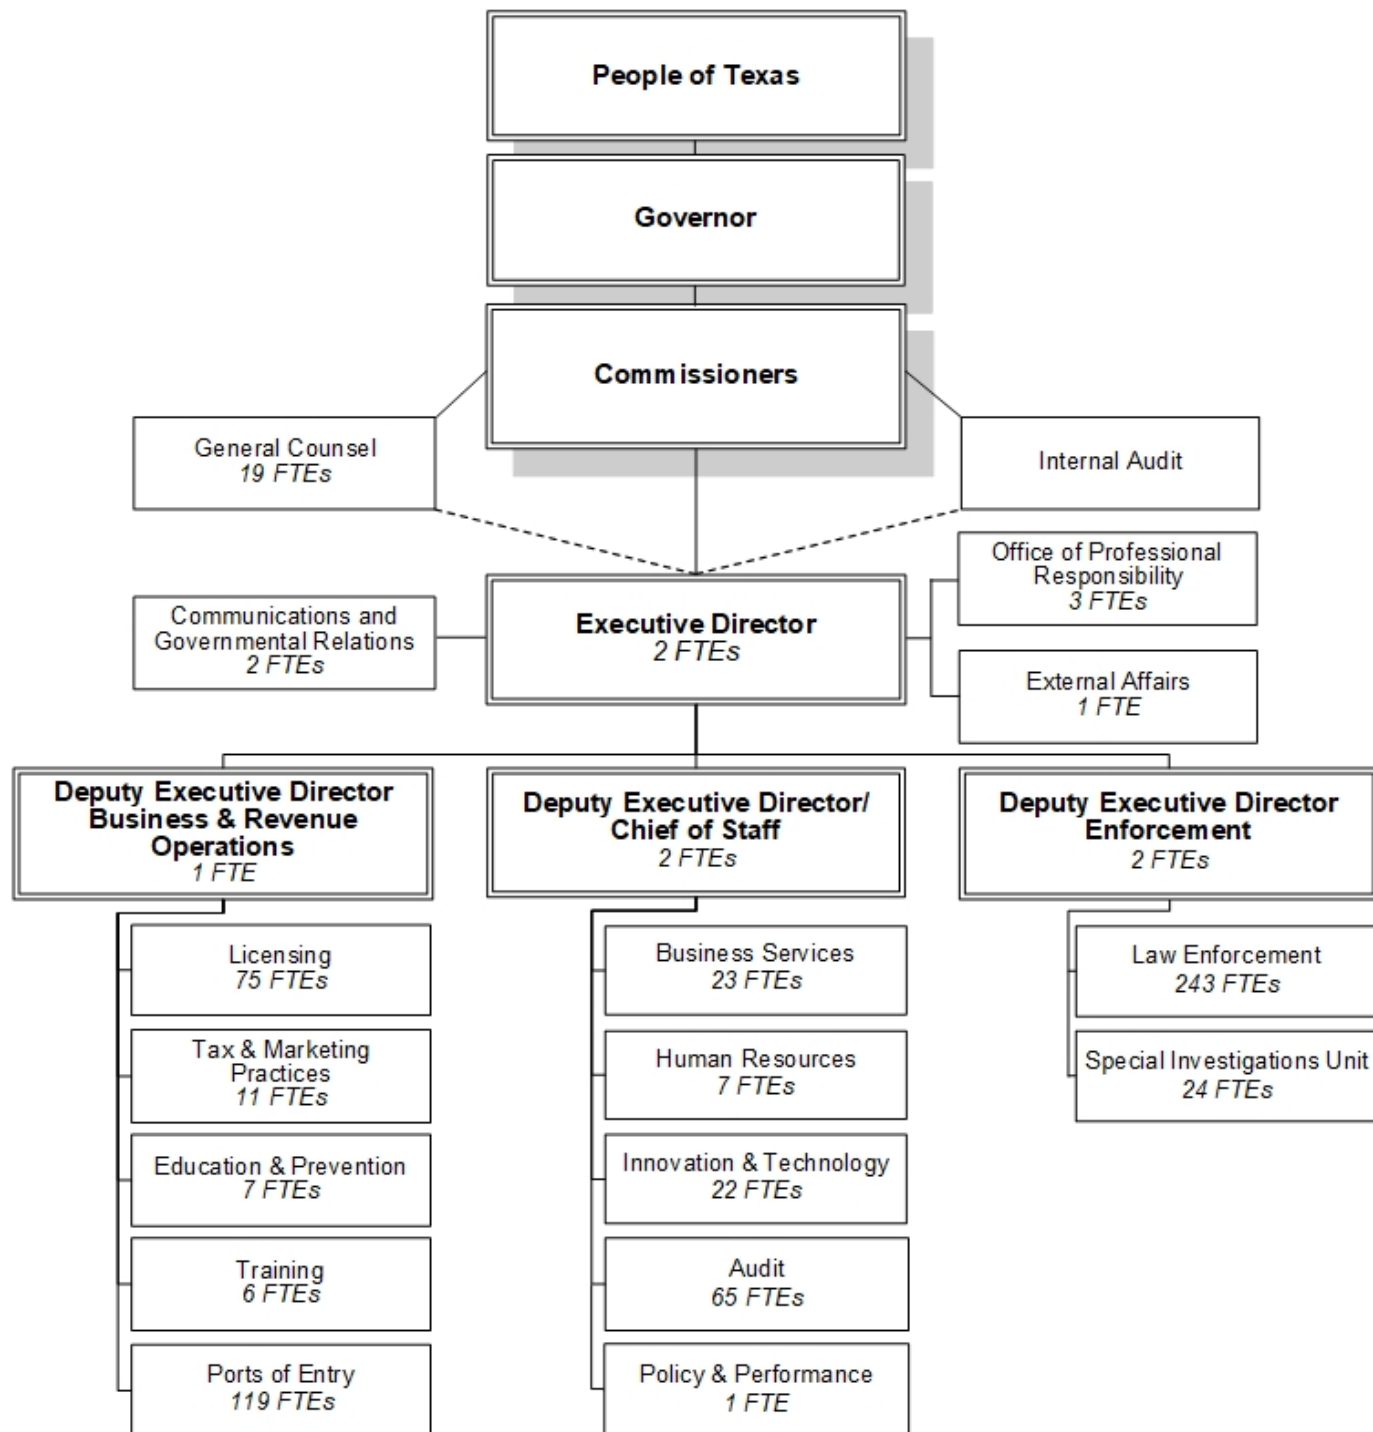 People of Texas
Governor
Commissioners
General Counsel
19 FTEs
Internal Audit
Office of Professional
Responsibility
3 FTEs
Communications and
Governmental Relations
2 FTEs
Executive Director
2 FTEs
External Affairs
1 FTE
Deputy Executive Director
Business & Revenue
Operations
1 FTE
Deputy Executive Director/
Chief of Staff
2 FTEs
Deputy Executive Director
Enforcement
2 FTEs
Licensing
75 FTEs
Tax & Marketing
Practices
11 FTEs
Education & Prevention
7 FTEs
Training
6 FTEs
Ports of Entry
119 FTEs
Business Services
23 FTEs
Human Resources
7 FTEs
Innovation & Technology
22 FTEs
Audit
65 FTEs
Policy & Performance
1 FTE
Law Enforcement
243 FTEs
Special Investigations Unit
24 FTEs